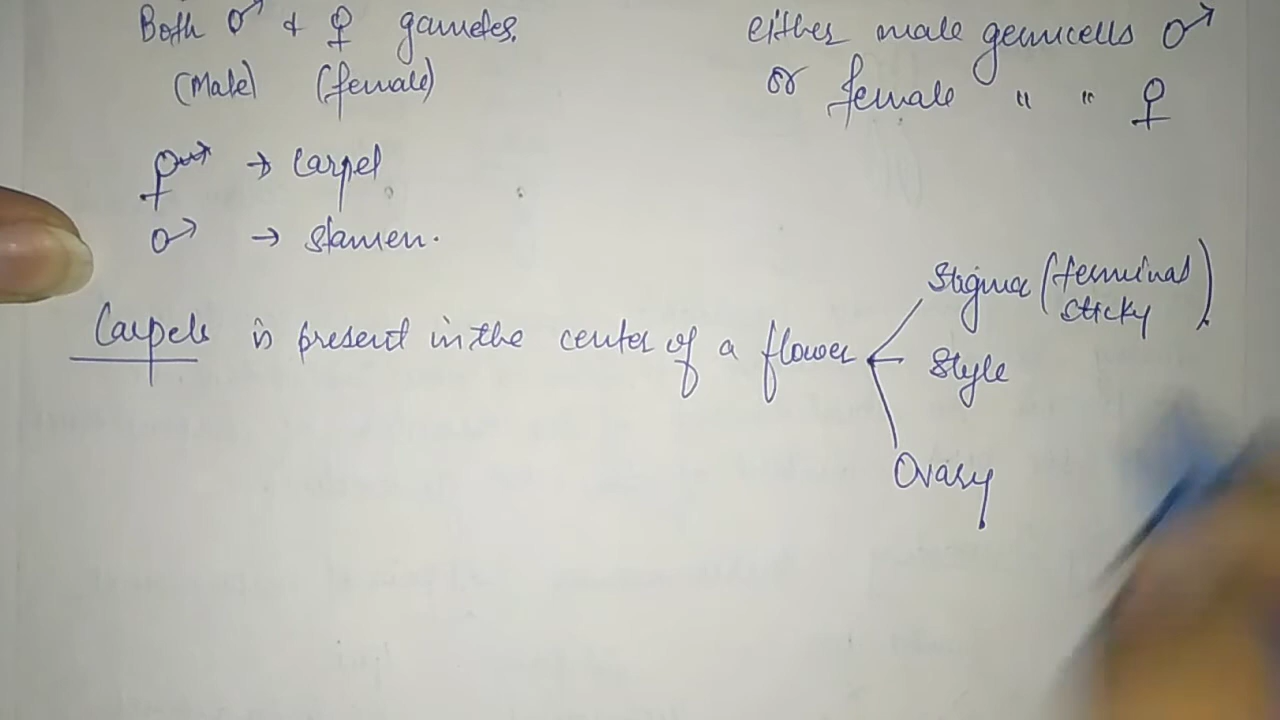 Both ♂ & ♀ gametes.
(Male) (female)
either male germcells ♂
or female " " ♀
♀ → Carpel
♂ → stamen.
Carpels is present in the center of a flower
Stigma (terminal sticky).
Style
Ovary